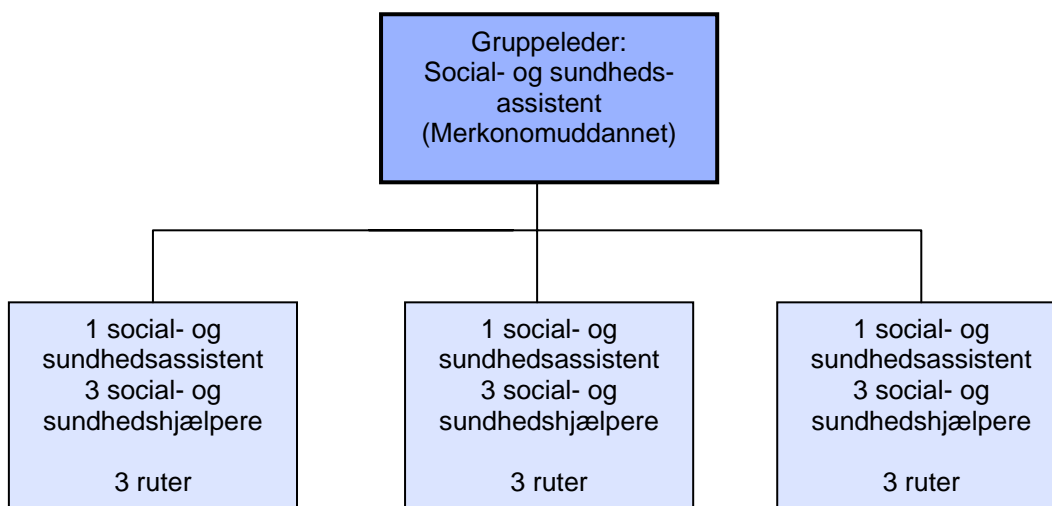 Gruppeleder:
Social- og sundheds-
assistent
(Merkonomuddannet)
1 social- og
sundhedsassistent
3 social- og
sundhedshjælpere
3 ruter
1 social- og
sundhedsassistent
3 social- og
sundhedshjælpere
3 ruter
1 social- og
sundhedsassistent
3 social- og
sundhedshjælpere
3 ruter